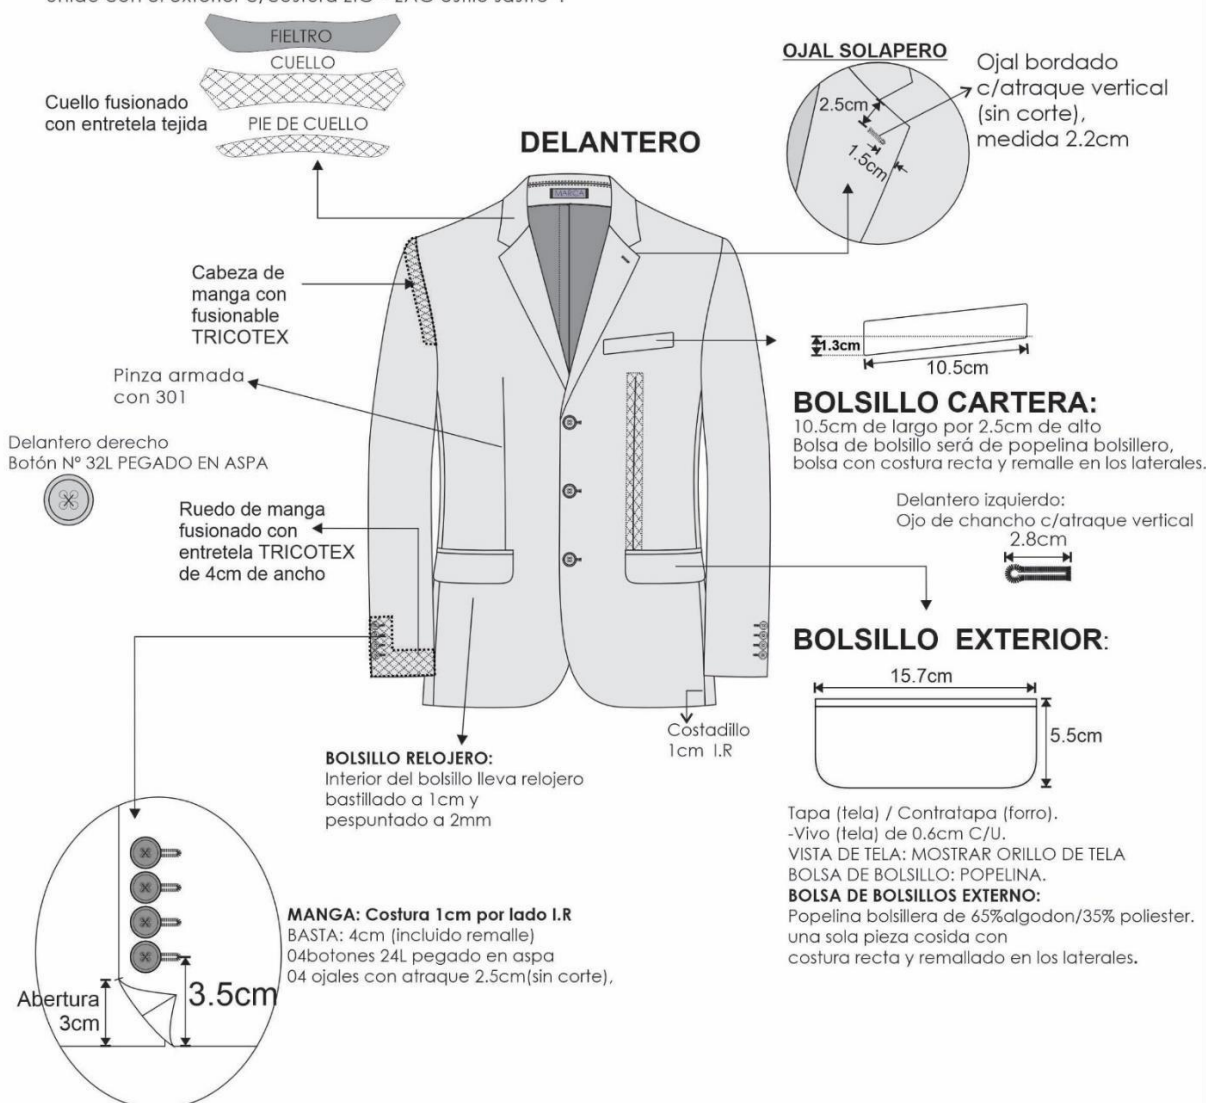 FIELTRO
CUELLO
Cuello fusionado
con entretela tejida
PIE DE CUELLO
DELANTERO
MARCA
OJAL SOLAPERO
2.5cm
1.5cm
Ojal bordado
c/atraque vertical
(sin corte),
medida 2.2cm
Cabeza de
manga con
fusionable
TRICOTEX
Pinza armada
con 301
Delantero derecho
Botón Nº 32L PEGADO EN ASPA
Ruedo de manga
fusionado con
entretela TRICOTEX
de 4cm de ancho
1.3cm
10.5cm
BOLSILLO CARTERA:
10.5cm de largo por 2.5cm de alto
Bolsa de bolsillo será de popelina bolsillero,
bolsa con costura recta y remalle en los laterales.
Delantero izquierdo:
Ojo de chancho c/atraque vertical
2.8cm
BOLSILLO EXTERIOR:
15.7cm
5.5cm
Costadillo
1cm I.R
BOLSILLO RELOJERO:
Interior del bolsillo lleva relojero
bastillado a 1cm y
pespuntado a 2mm
Tapa (tela) / Contratapa (forro).
-Vivo (tela) de 0.6cm C/U.
VISTA DE TELA: MOSTRAR ORILLO DE TELA
BOLSA DE BOLSILLO: POPELINA.
BOLSA DE BOLSILLOS EXTERNO:
Popelina bolsillera de 65%algodon/35% poliester.
una sola pieza cosida con
costura recta y remallado en los laterales.
MANGA: Costura 1cm por lado I.R
BASTA: 4cm (incluido remalle)
04botones 24L pegado en aspa
04 ojales con atraque 2.5cm(sin corte),
Abertura
3cm
3.5cm